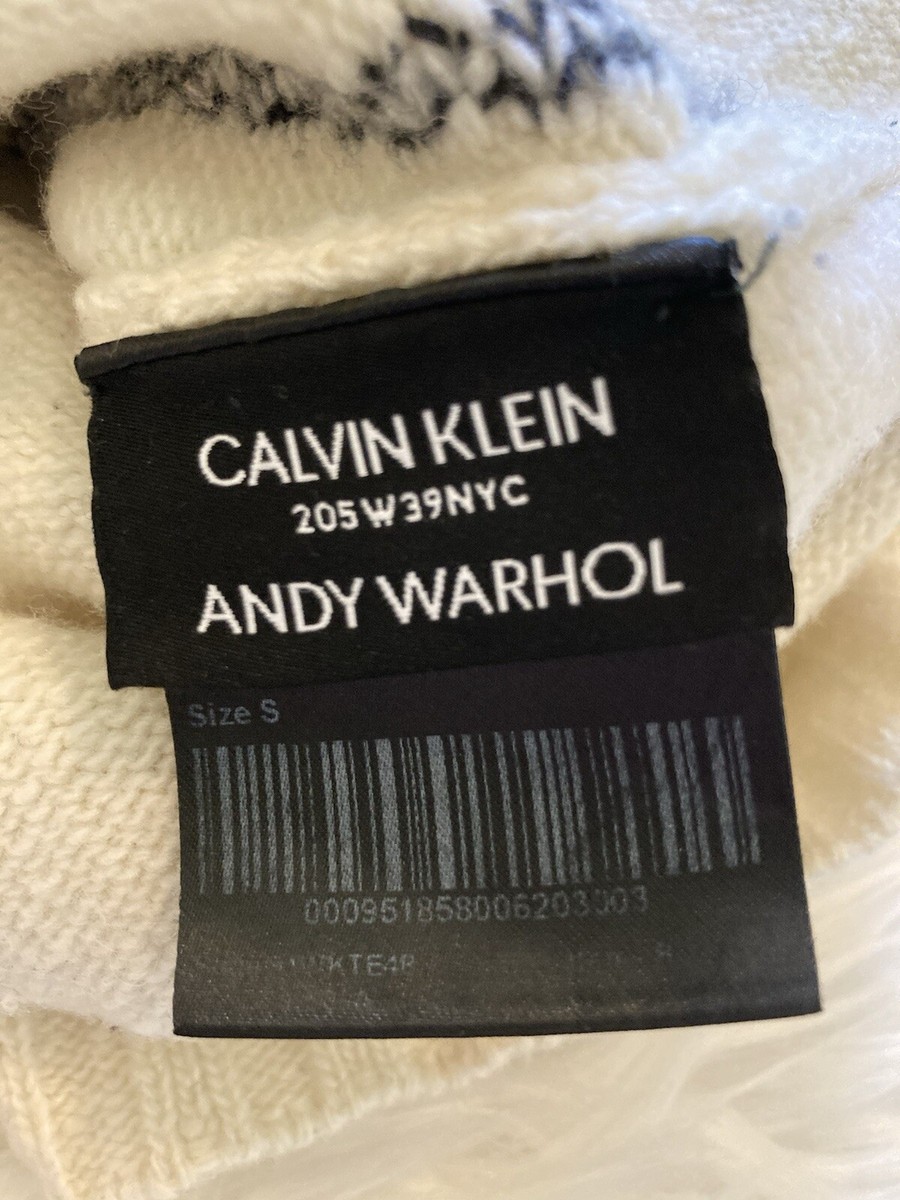 CALVIN KLEIN
205W39NYC
ANDY WARHOL
Size S
000951858006203003